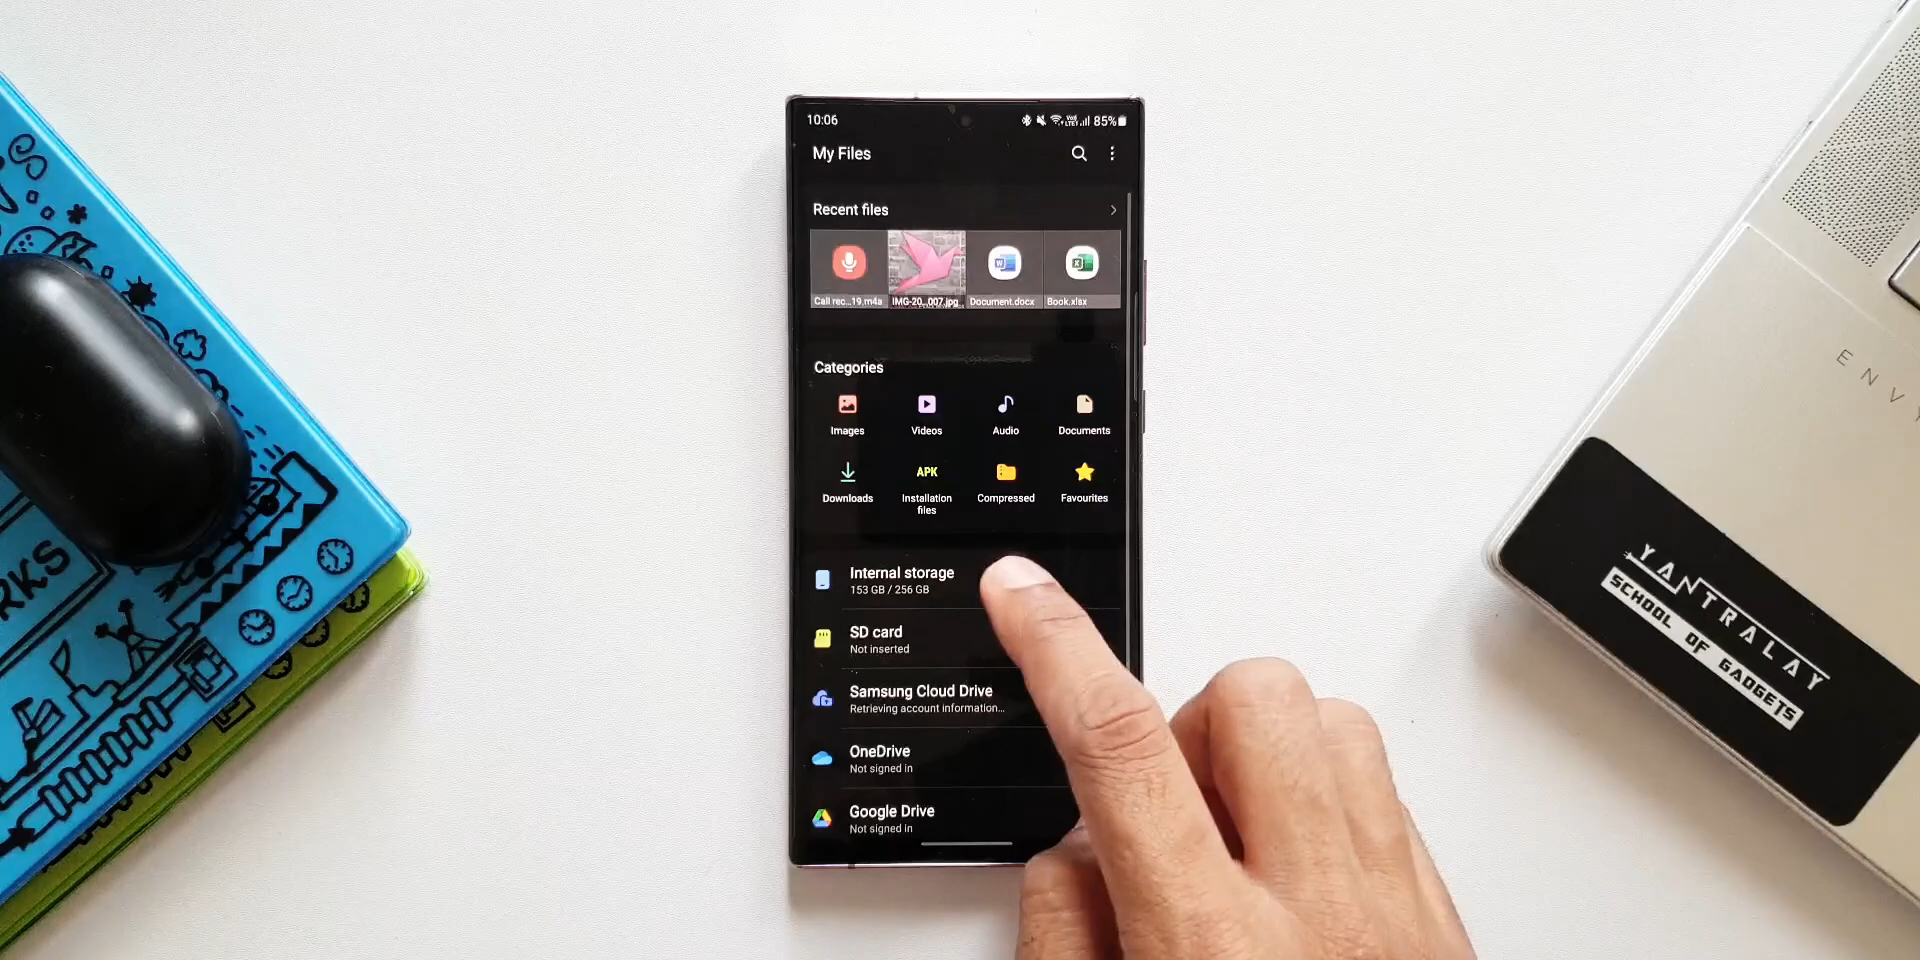 10:06
85%
My Files
Recent files
Call rec...19.m4a
IMG-20...007.jpg
Document.docx
Book.xlsx
Categories
Images
Videos
Audio
Documents
Downloads
APK
Installation
files
Compressed
Favourites
Internal storage
153 GB / 256 GB
SD card
Not inserted
Samsung Cloud Drive
Retrieving account information...
OneDrive
Not signed in
Google Drive
Not signed in
RKS
ENVY
YANTRALAY
SCHOOL OF GADGETS